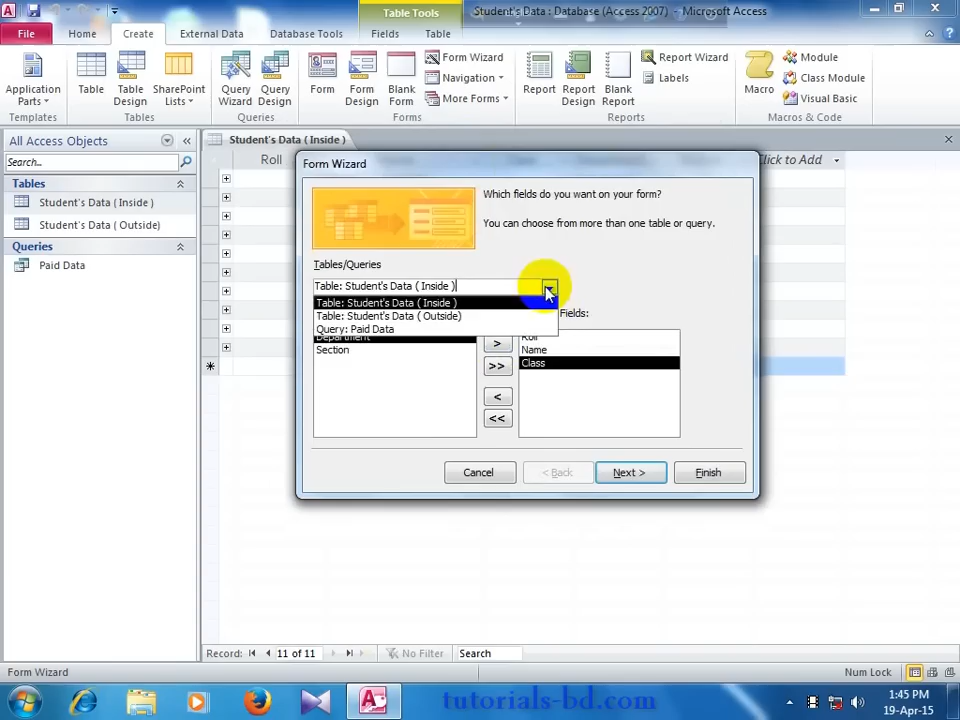 Table Tools
Student's Data : Database (Access 2007) - Microsoft Access
File
Home
Create
External Data
Database Tools
Fields
Table
Application Parts
Table
Table Design
SharePoint Lists
Query Wizard
Query Design
Form
Form Design
Blank Form
Form Wizard
Navigation
More Forms
Report
Report Design
Blank Report
Report Wizard
Labels
Macro
Module
Class Module
Visual Basic
Templates
Tables
Queries
Forms
Reports
Macros & Code
All Access Objects
Search...
Tables
Student's Data ( Inside )
Student's Data ( Outside)
Queries
Paid Data
Student's Data ( Inside )
Roll
Click to Add
Form Wizard
Which fields do you want on your form?
You can choose from more than one table or query.
Tables/Queries
Table: Student's Data ( Inside )
Table: Student's Data ( Inside )
Table: Student's Data ( Outside)
Query: Paid Data
Fields:
Department
Section
>
>>
<
<<
Roll
Name
Class
Cancel
< Back
Next >
Finish
Record:
11 of 11
No Filter
Search
Form Wizard
Num Lock
tutorials-bd.com
1:45 PM
19-Apr-15